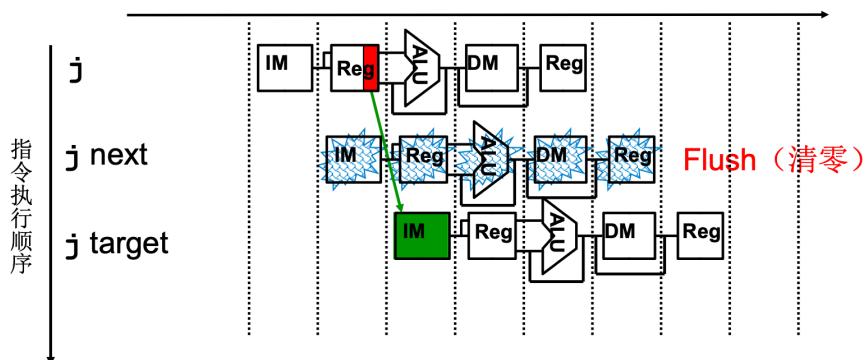 j
IM
Reg
ALU
DM
Reg
j next
IM
Reg
ALU
DM
Reg
Flush（清零）
j target
IM
Reg
ALU
DM
Reg
指令执行顺序